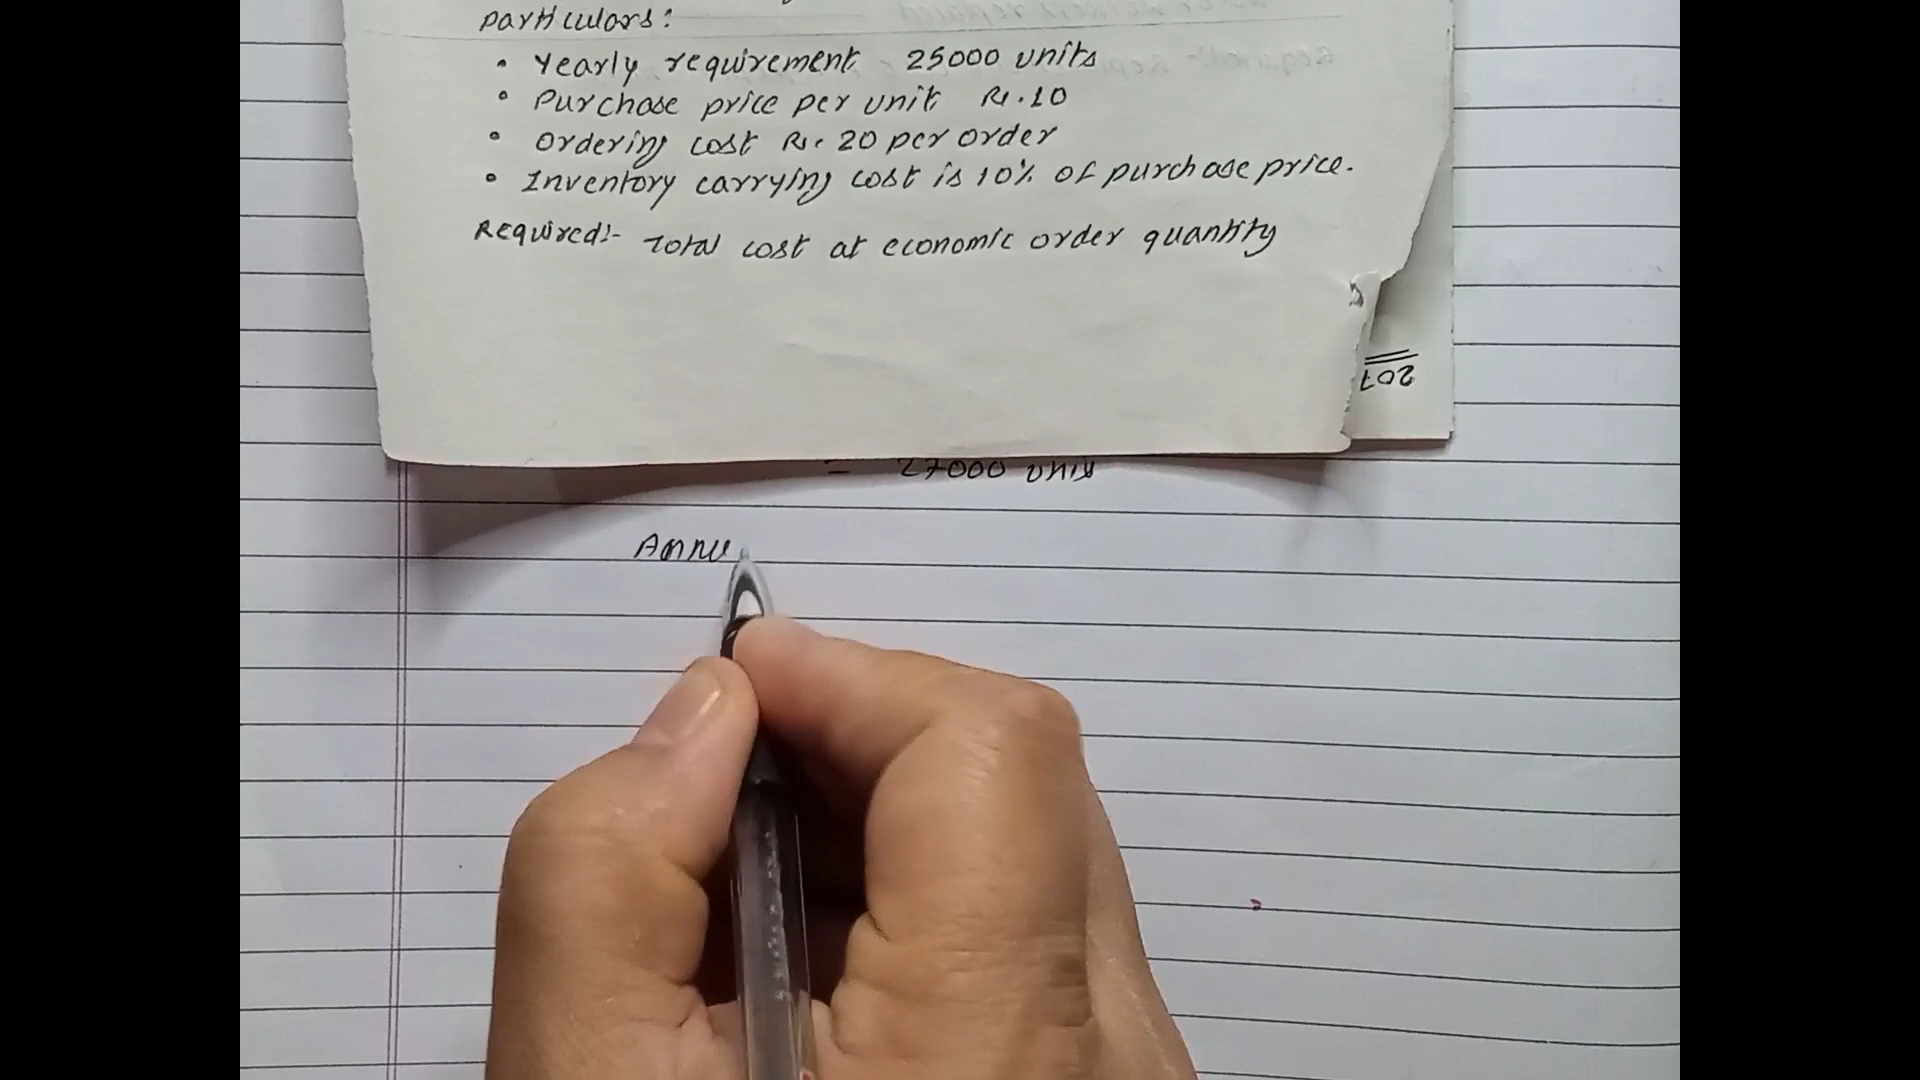 particulars:
• Yearly requirement 25000 units
• Purchase price per unit Rs.10
• Ordering cost Rs. 20 per order
• Inventory carrying cost is 10% of purchase price.
Required:- Total cost at economic order quantity
207
= 27000 units
Annu